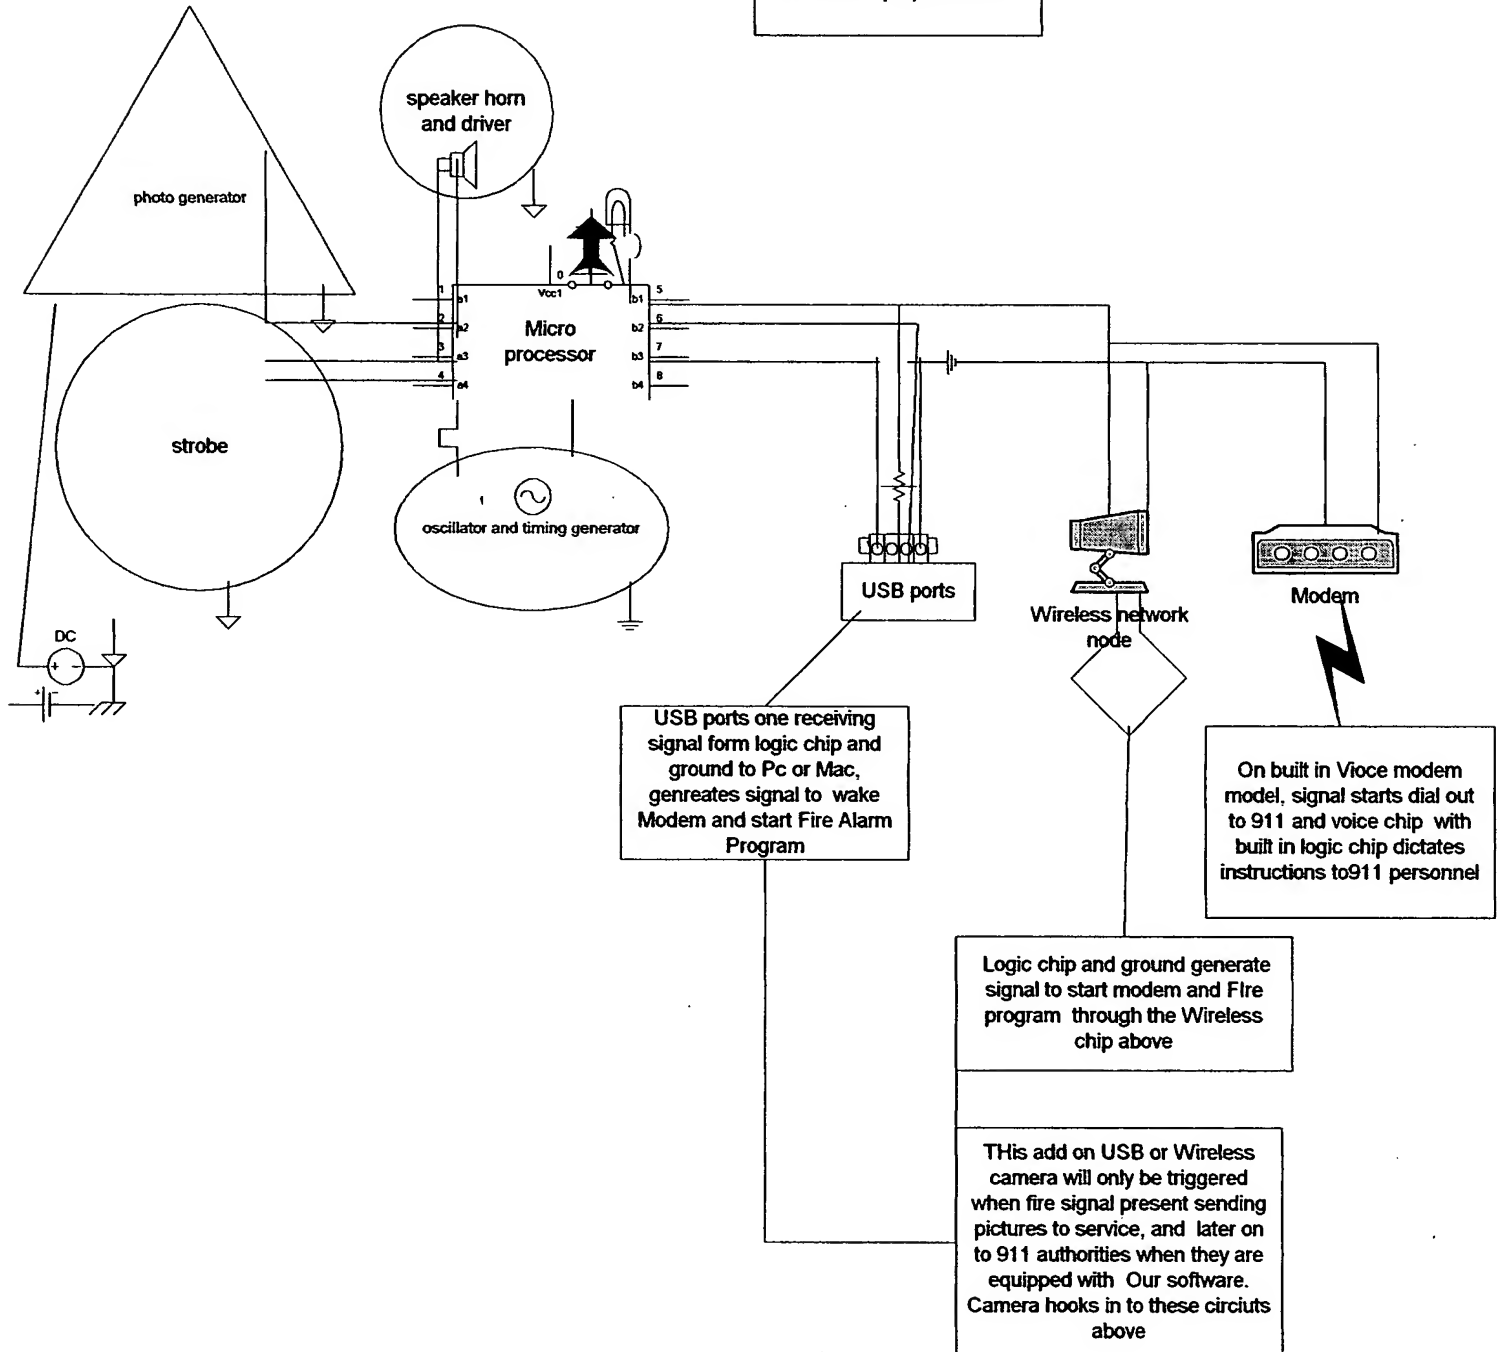 speaker horn
and driver
photo generator
0
Vcc1
1
b1
2
a2
3
a3
4
a4
5
b1
6
b2
7
b3
8
b4
Micro
processor
strobe
oscillator and timing generator
DC
+ -
+ -
USB ports
Wireless network
node
Modem
USB ports one receiving
signal form logic chip and
ground to Pc or Mac,
genreates signal to wake
Modem and start Fire Alarm
Program
On built in Vioce modem
model, signal starts dial out
to 911 and voice chip with
built in logic chip dictates
instructions to911 personnel
Logic chip and ground generate
signal to start modem and FIre
program through the Wireless
chip above
THis add on USB or Wireless
camera will only be triggered
when fire signal present sending
pictures to service, and later on
to 911 authorities when they are
equipped with Our software.
Camera hooks in to these circiuts
above